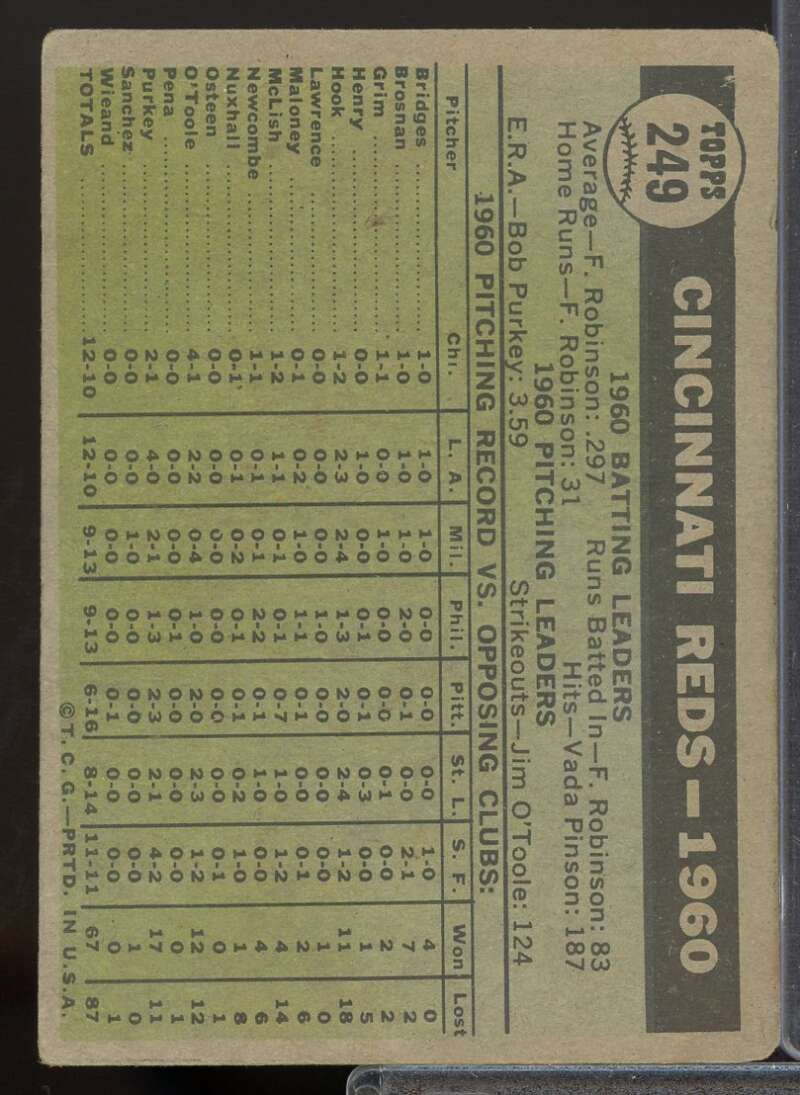 TOPPS
249
CINCINNATI REDS—1960
1960 BATTING LEADERS
Average—F. Robinson: .297 Runs Batted In—F. Robinson: 83
Home Runs—F. Robinson: 31 Hits—Vada Pinson: 187
1960 PITCHING LEADERS
E.R.A.—Bob Purkey: 3.59 Strikeouts—Jim O'Toole: 124
1960 PITCHING RECORD VS. OPPOSING CLUBS:
Pitcher Chi. L. A. Mil. Phil. Pitt. St. L. S. F. Won Lost
Bridges 1-0 1-0 1-0 0-0 0-0 0-0 1-0 4 0
Brosnan 1-0 1-0 1-0 2-0 0-1 0-0 2-1 7 2
Grim 1-1 0-0 1-0 0-0 0-0 0-1 0-0 2 2
Henry 0-0 1-0 0-0 0-1 0-1 0-3 0-0 1 5
Hook 1-2 2-3 2-4 1-3 2-0 2-4 1-2 11 18
Lawrence 0-0 0-0 0-0 1-0 0-0 0-0 0-0 1 0
Maloney 0-1 0-2 1-0 1-1 0-1 0-0 0-1 2 6
McLish 1-2 1-1 0-1 0-1 0-7 1-0 1-2 4 14
Newcombe 1-1 0-1 0-1 2-2 0-1 1-0 0-0 4 6
Nuxhall 0-1 0-1 0-2 0-1 0-1 0-2 1-0 1 8
Osteen 0-0 0-0 0-0 0-0 0-0 0-0 0-1 0 1
O'Toole 4-1 2-2 0-4 1-0 2-0 2-3 1-2 12 12
Pena 0-0 0-0 0-0 0-1 0-0 0-0 0-0 0 1
Purkey 2-1 4-0 2-1 1-3 2-3 2-1 4-2 17 11
Sanchez 0-0 0-0 1-0 0-0 0-0 0-0 0-0 1 0
Wieand 0-0 0-0 0-0 0-0 0-1 0-0 0-0 0 1
TOTALS 12-10 12-10 9-13 9-13 6-16 8-14 11-11 67 87
©T. C. G.—PRTD. IN U.S.A.